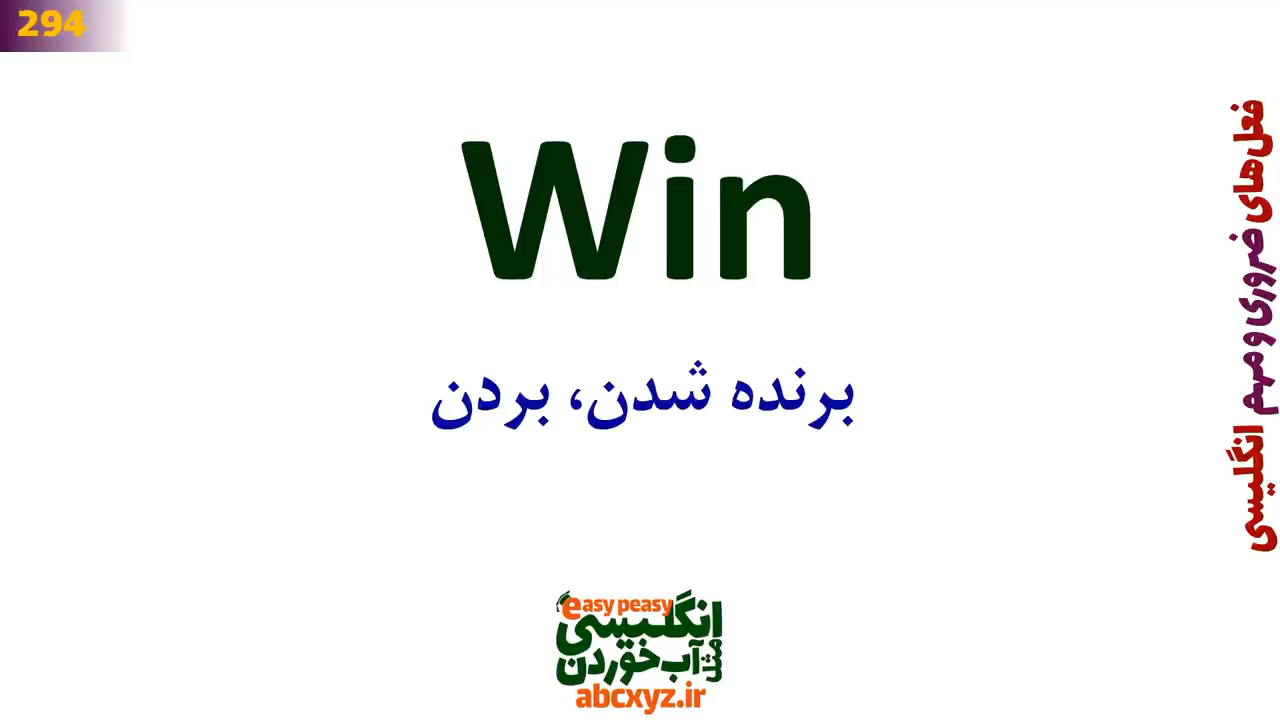 294
Win
برنده شدن، بردن
فعل‌های ضروری و مهم انگلیسی
easy peasy
انگلیسی
مثل آب خوردن
abcxyz.ir